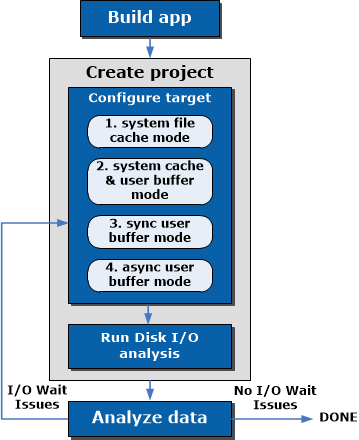 Build app
Create project
Configure target
1. system file
cache mode
2. system cache
& user buffer
mode
3. sync user
buffer mode
4. async user
buffer mode
Run Disk I/O
analysis
I/O Wait
Issues
No I/O Wait
Issues
Analyze data
DONE